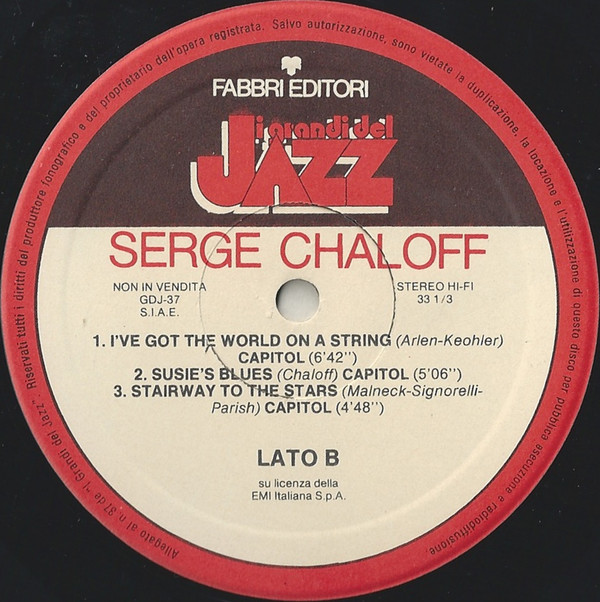 FABBRI EDITORI
i grandi del
JAZZ
SERGE CHALOFF
NON IN VENDITA
GDJ-37
S.I.A.E.
STEREO HI-FI
33 1/3
1. I'VE GOT THE WORLD ON A STRING (Arlen-Keohler)
CAPITOL (6'42'')
2. SUSIE'S BLUES (Chaloff) CAPITOL (5'06'')
3. STAIRWAY TO THE STARS (Malneck-Signorelli-
Parish) CAPITOL (4'48'')
LATO B
su licenza della
EMI Italiana S.p.A.
Allegato al n. 37 de "I Grandi del Jazz" - Riservati tutti i diritti del produttore fonografico e del proprietario dell'opera registrata. Salvo autorizzazione, sono vietate la duplicazione, la locazione e l'utilizzazione di questo disco per pubblica asecuzione e radiodiffusione.